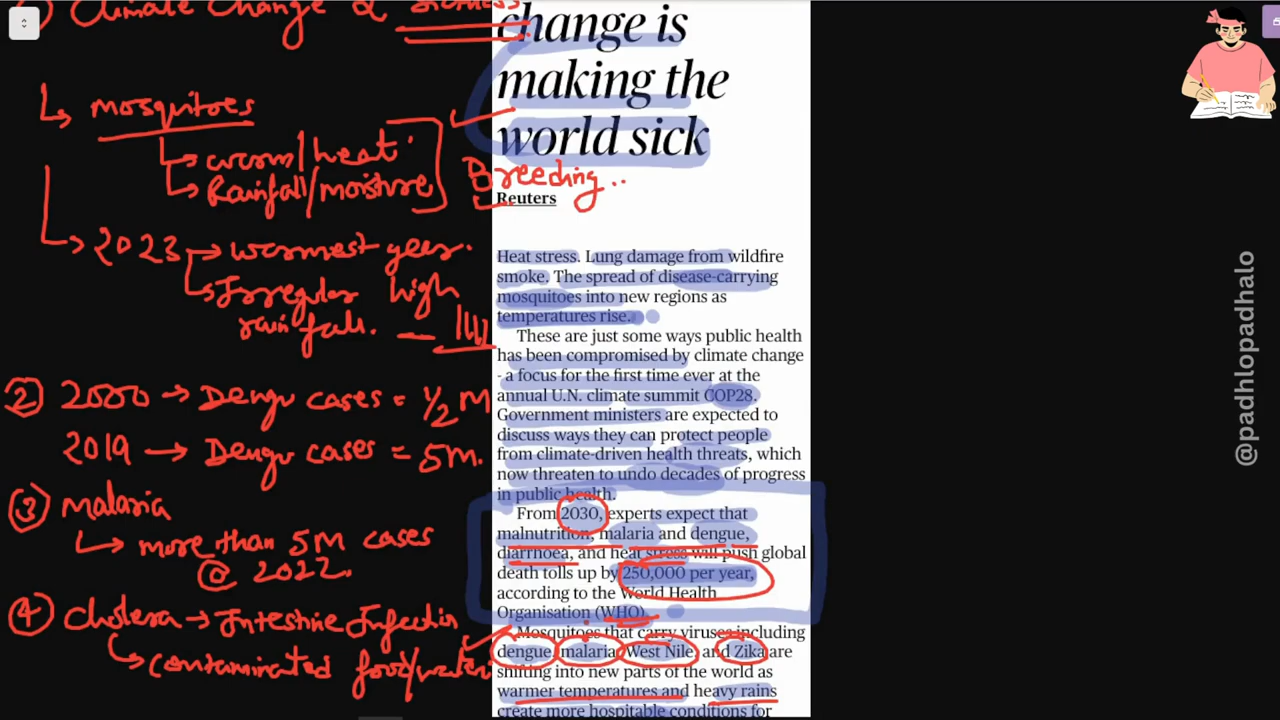 1) Climate Change & Sickness
↳ mosquitoes
↳ warm/heat
↳ Rainfall/moisture
Breeding..
↳ 2023 → warmest year.
↳ Irregular high
rainfall.
② 2000 → Dengu cases = 1/2 M
2019 → Dengu cases = 5M.
③ malaria
↳ more than 5M cases
@ 2022.
④ Cholera → Intestine Infection
↳ contaminated food/water
change is
making the
world sick
Reuters
Heat stress. Lung damage from wildfire
smoke. The spread of disease-carrying
mosquitoes into new regions as
temperatures rise.
These are just some ways public health
has been compromised by climate change
- a focus for the first time ever at the
annual U.N. climate summit COP28.
Government ministers are expected to
discuss ways they can protect people
from climate-driven health threats, which
now threaten to undo decades of progress
in public health.
From 2030, experts expect that
malnutrition, malaria and dengue,
diarrhoea, and heat stress will push global
death tolls up by 250,000 per year,
according to the World Health
Organisation (WHO).
Mosquitoes that carry viruses including
dengue, malaria, West Nile, and Zika are
shifting into new parts of the world as
warmer temperatures and heavy rains
create more hospitable conditions for
@padhlopadhalo